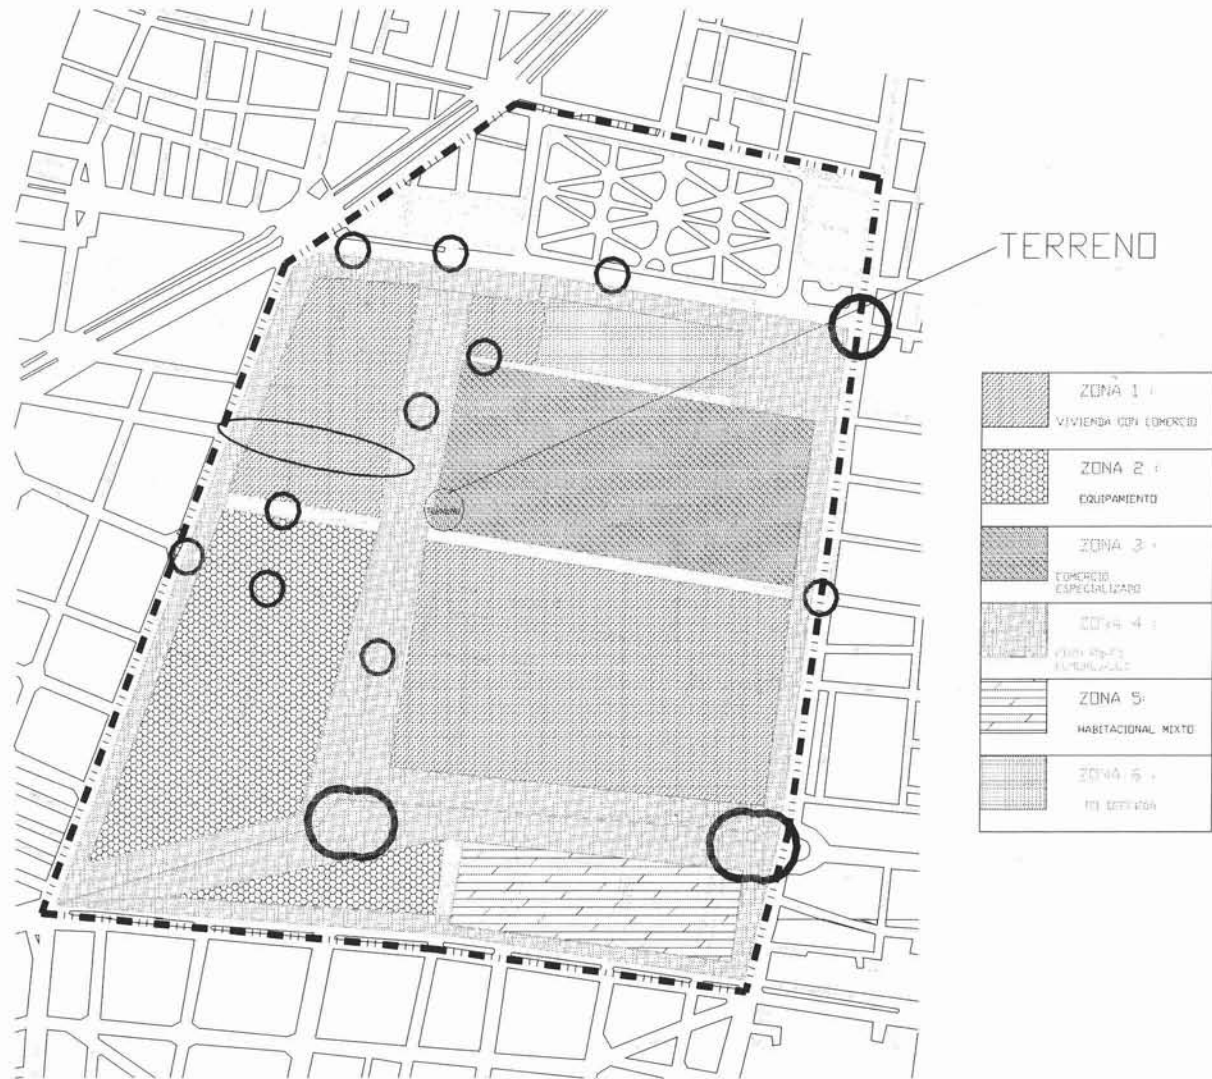 TERRENO
TERRENO
ZONA 1 :
VIVIENDA CON COMERCIO
ZONA 2 :
EQUIPAMIENTO
ZONA 3 :
COMERCIO
ESPECIALIZADO
ZONA 4 :
ZONA 5:
HABITACIONAL MIXTO
ZONA 6 :